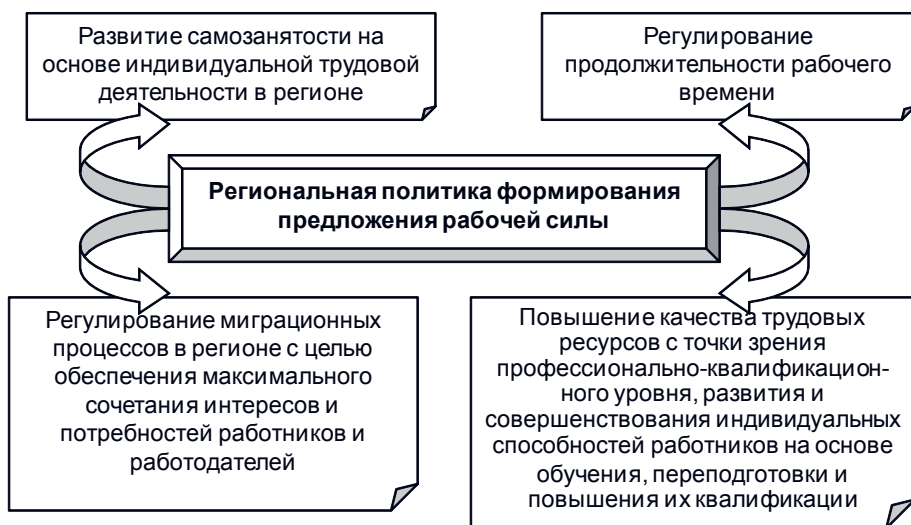 Развитие самозанятости на
основе индивидуальной трудовой
деятельности в регионе
Регулирование
продолжительности рабочего
времени
Региональная политика формирования
предложения рабочей силы
Регулирование миграционных
процессов в регионе с целью
обеспечения максимального
сочетания интересов и
потребностей работников и
работодателей
Повышение качества трудовых
ресурсов с точки зрения
профессионально-квалификацион-
ного уровня, развития и
совершенствования индивидуальных
способностей работников на основе
обучения, переподготовки и
повышения их квалификации